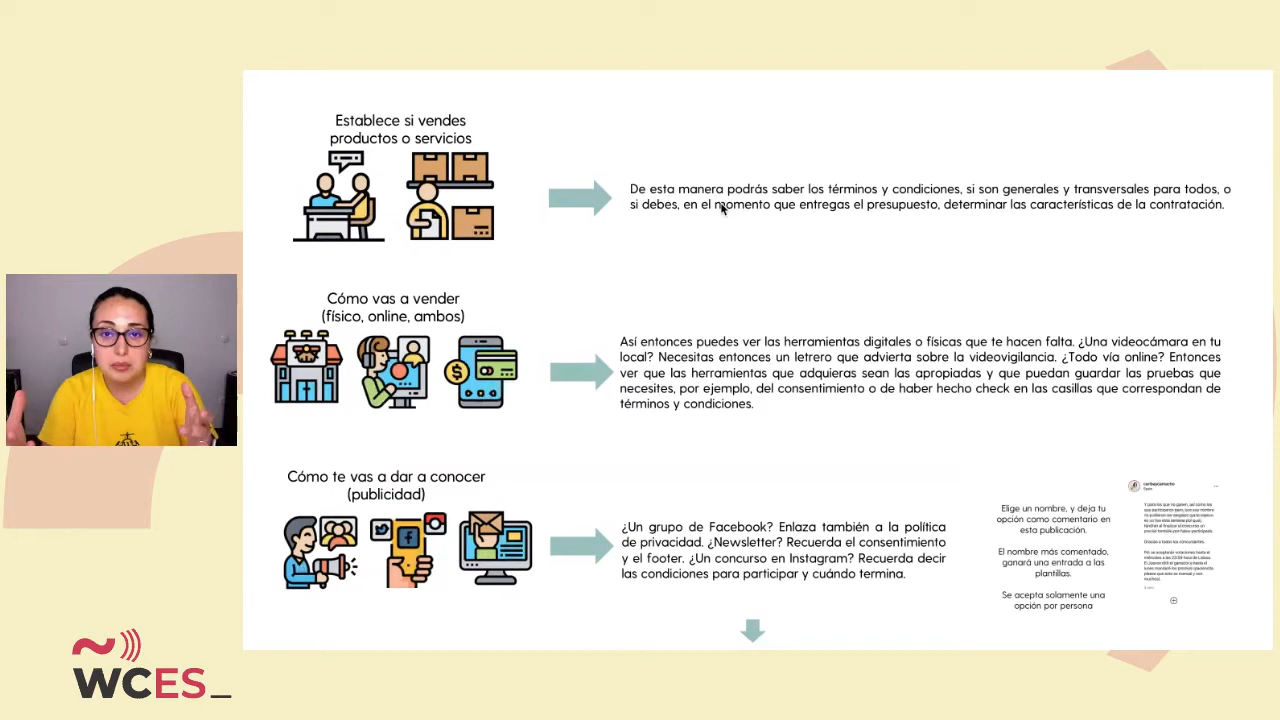 Establece si vendes
productos o servicios
De esta manera podrás saber los términos y condiciones, si son generales y transversales para todos, o
si debes, en el momento que entregas el presupuesto, determinar las características de la contratación.
Cómo vas a vender
(físico, online, ambos)
Así entonces puedes ver las herramientas digitales o físicas que te hacen falta. ¿Una videocámara en tu
local? Necesitas entonces un letrero que advierta sobre la videovigilancia. ¿Todo vía online? Entonces
ver que las herramientas que adquieras sean las apropiadas y que puedan guardar las pruebas que
necesites, por ejemplo, del consentimiento o de haber hecho check en las casillas que correspondan de
términos y condiciones.
Cómo te vas a dar a conocer
(publicidad)
¿Un grupo de Facebook? Enlaza también a la política
de privacidad. ¿Newsletter? Recuerda el consentimiento
y el footer. ¿Un concurso en Instagram? Recuerda decir
las condiciones para participar y cuándo termina.
Elige un nombre, y deja tu
opción como comentario en
esta publicación.
El nombre más comentado,
ganará una entrada a las
plantillas.
Se acepta solamente una
opción por persona
WCES_